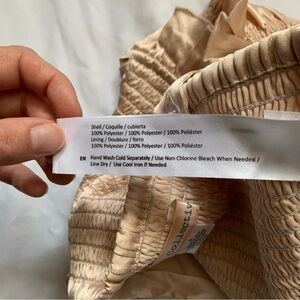 Shell / Coquille / cubierta
100% Polyester / 100% Polyester / 100% Poliéster
Lining / Doublure / forro
100% Polyester / 100% Polyester / 100% Poliéster
EN Hand Wash Cold Separately / Use Non-Chlorine Bleach When Needed /
Line Dry / Use Cool Iron If Needed